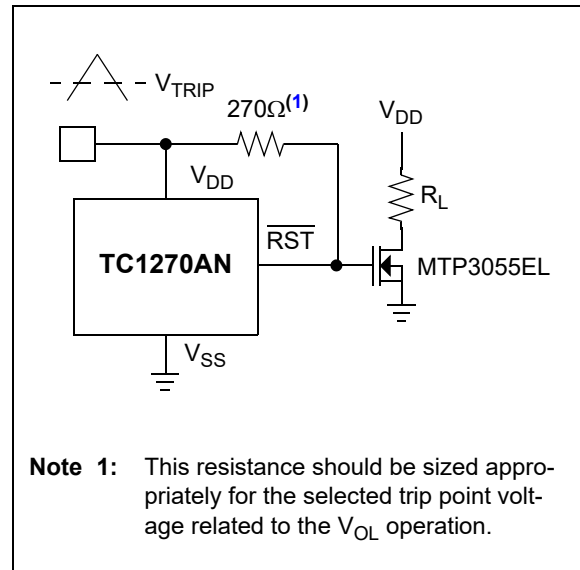 V_TRIP
270Ω(1)
V_DD
V_DD
R_L
RST
TC1270AN
MTP3055EL
V_SS
Note 1: This resistance should be sized appro-
priately for the selected trip point volt-
age related to the V_OL operation.